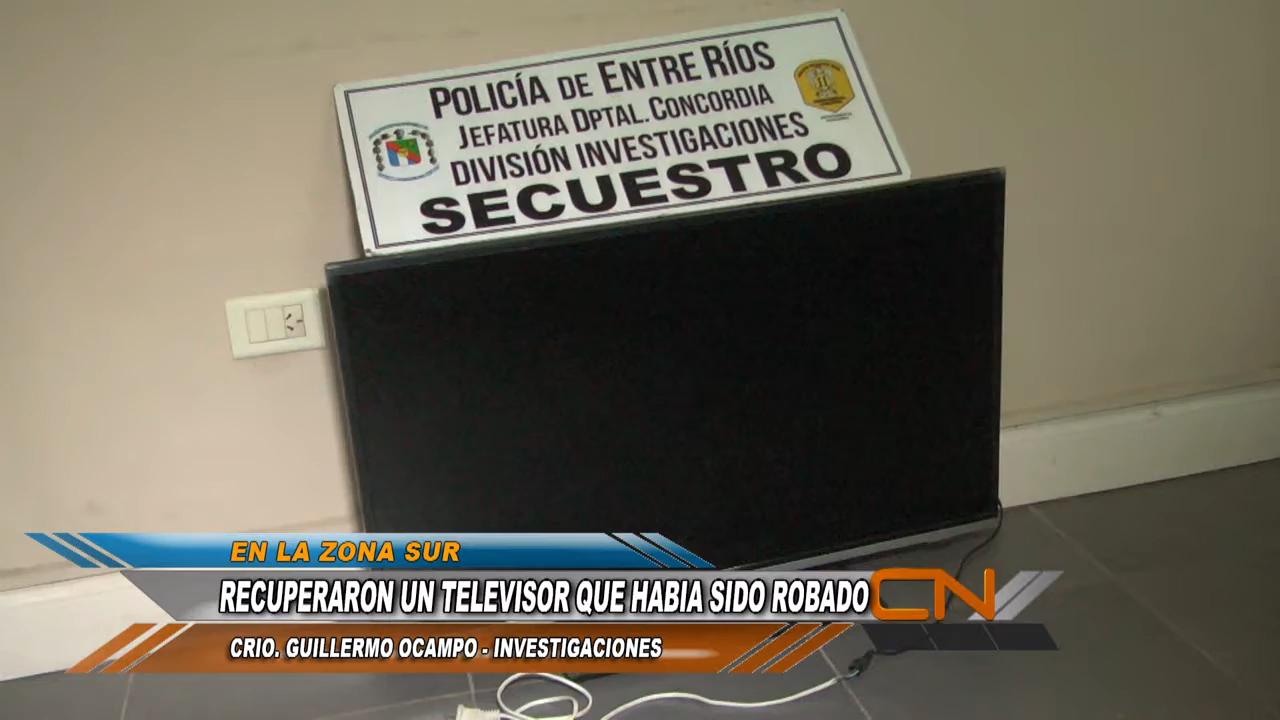 POLICÍA DE ENTRE RÍOS
JEFATURA DPTAL. CONCORDIA
DIVISIÓN INVESTIGACIONES
SECUESTRO
EN LA ZONA SUR
RECUPERARON UN TELEVISOR QUE HABIA SIDO ROBADO
CN
CRIO. GUILLERMO OCAMPO - INVESTIGACIONES